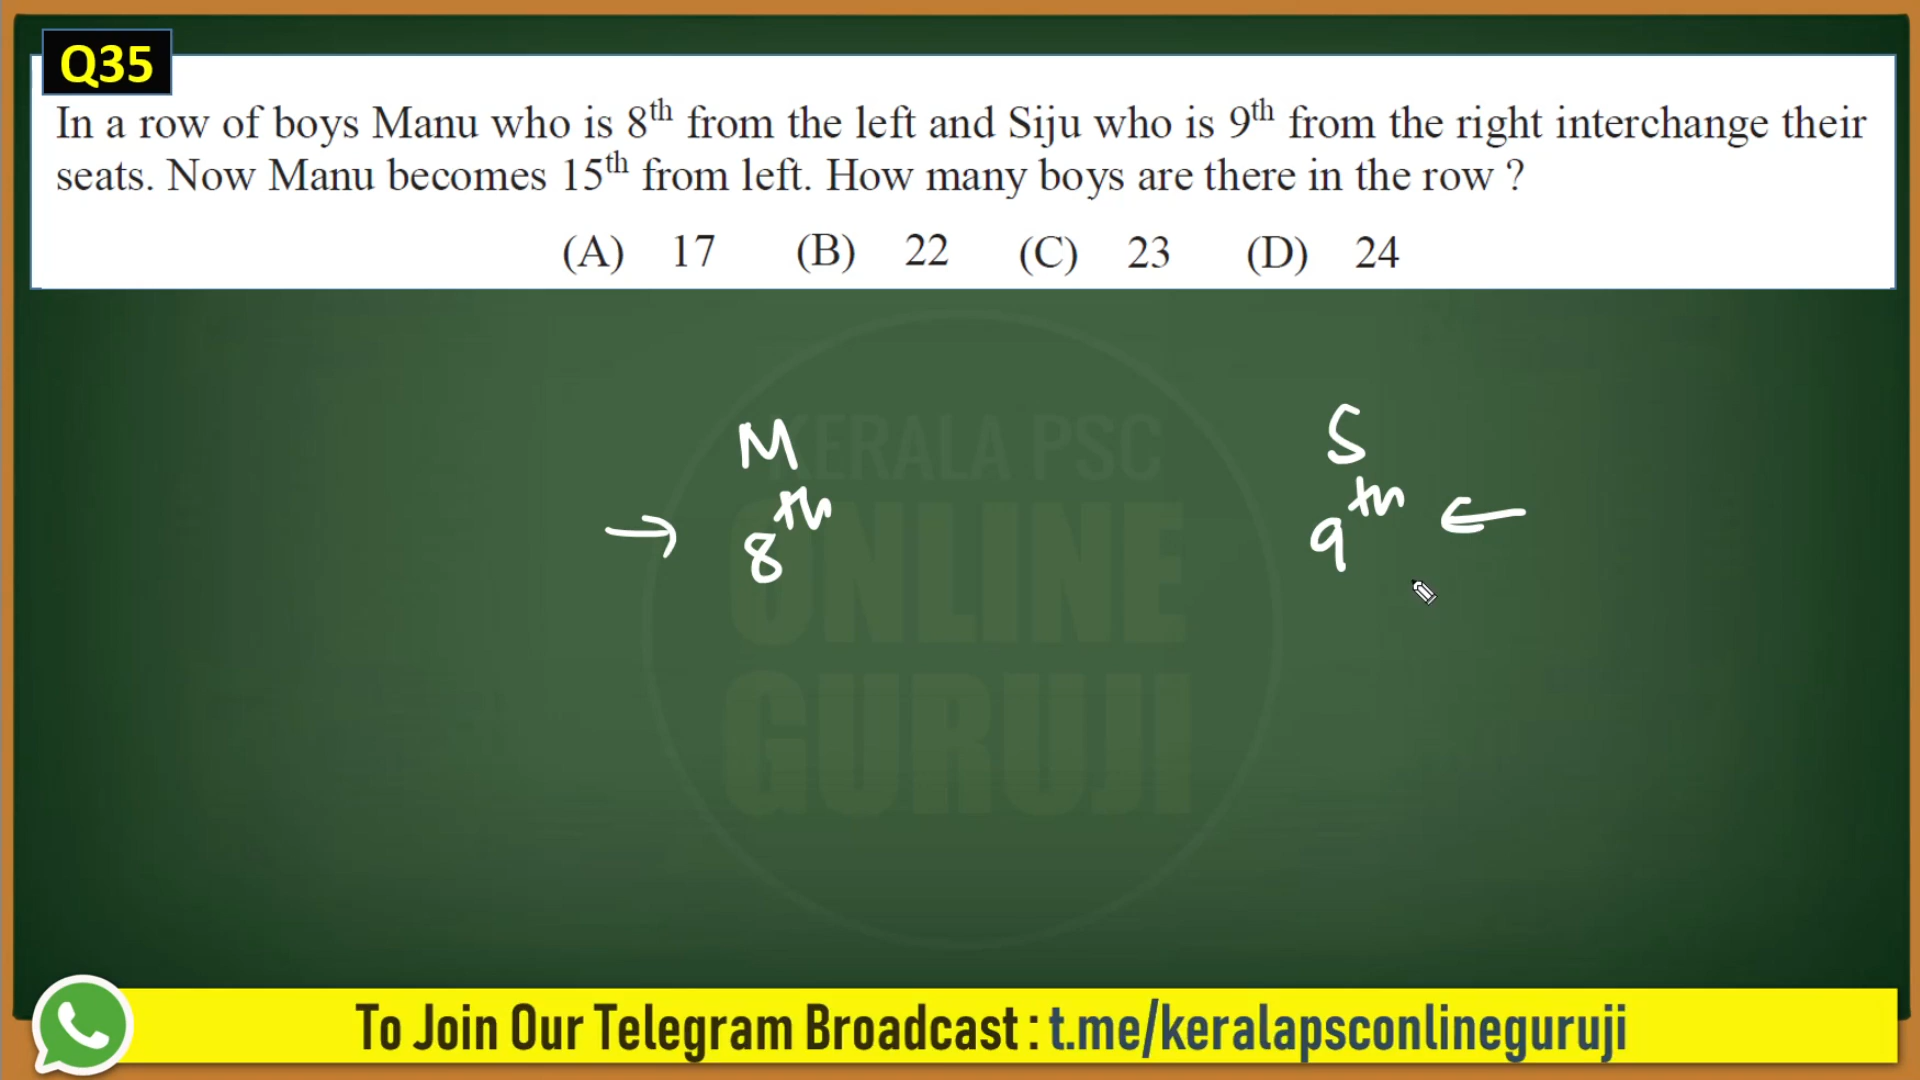 Q35
In a row of boys Manu who is 8th from the left and Siju who is 9th from the right interchange their
seats. Now Manu becomes 15th from left. How many boys are there in the row ?
(A) 17 (B) 22 (C) 23 (D) 24
KERALA PSC
ONLINE
GURUJI
M S
→ 8th 9th ←
To Join Our Telegram Broadcast : t.me/keralapsconlineguruji